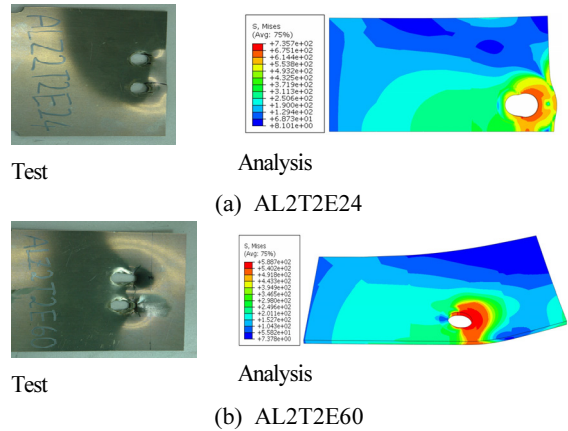 AL2T2E24
S, Mises
(Avg: 75%)
+7.357e+02
+6.751e+02
+6.144e+02
+5.538e+02
+4.932e+02
+4.325e+02
+3.719e+02
+3.113e+02
+2.506e+02
+1.900e+02
+1.294e+02
+6.873e+01
+8.101e+00
Test
Analysis
(a) AL2T2E24
AL2T2E60
S, Mises
(Avg: 75%)
+5.887e+02
+5.402e+02
+4.918e+02
+4.433e+02
+3.949e+02
+3.465e+02
+2.980e+02
+2.496e+02
+2.011e+02
+1.527e+02
+1.043e+02
+5.582e+01
+7.378e+00
Test
Analysis
(b) AL2T2E60